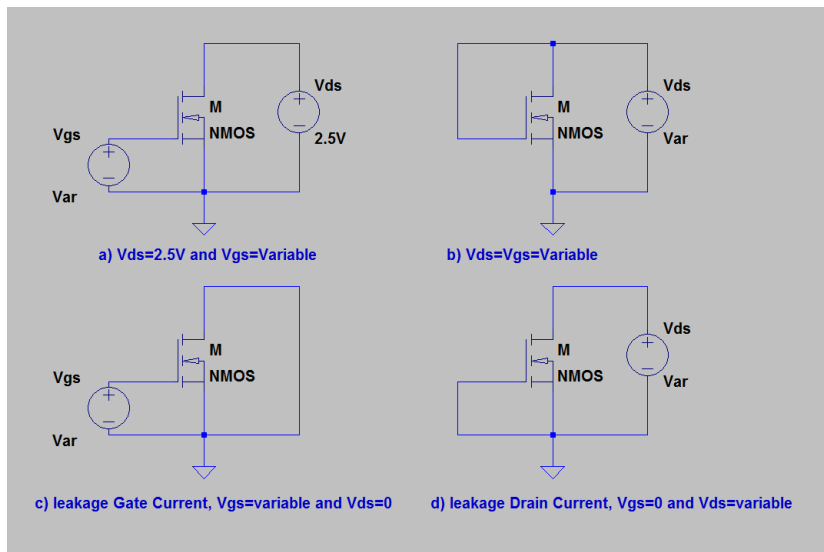 Vds
M
NMOS
2.5V
Vgs
Var
a) Vds=2.5V and Vgs=Variable
Vds
M
NMOS
Var
b) Vds=Vgs=Variable
M
NMOS
Vgs
Var
c) leakage Gate Current, Vgs=variable and Vds=0
Vds
M
NMOS
Var
d) leakage Drain Current, Vgs=0 and Vds=variable